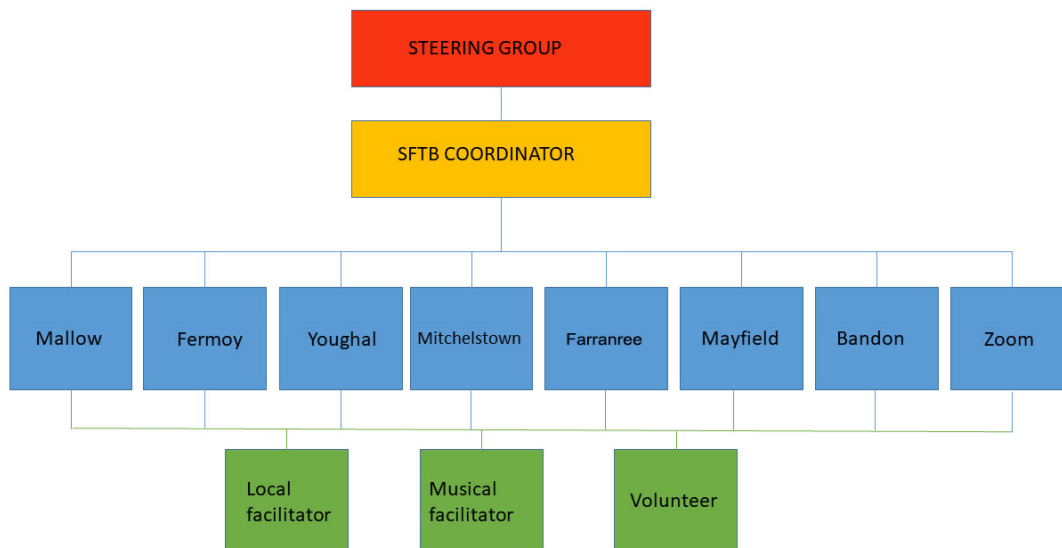 STEERING GROUP
SFTB COORDINATOR
Mallow
Fermoy
Youghal
Mitchelstown
Farranree
Mayfield
Bandon
Zoom
Local
facilitator
Musical
facilitator
Volunteer